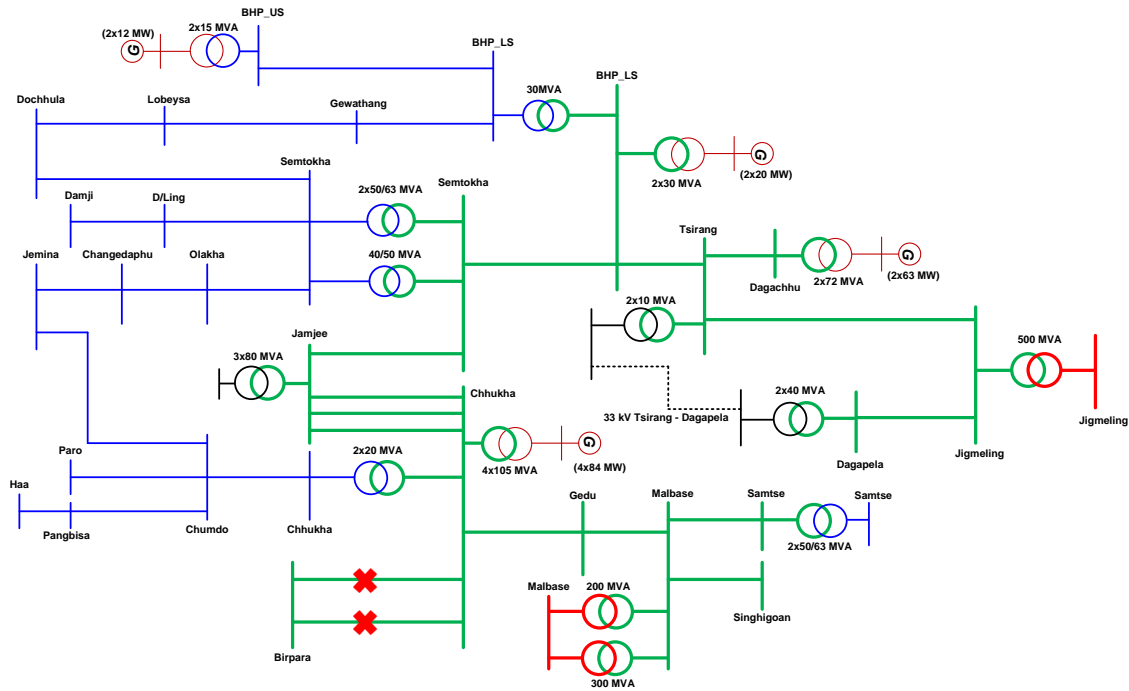 BHP_US
(2x12 MW)
2x15 MVA
G
BHP_LS
BHP_LS
Dochhula
Lobeysa
Gewathang
30MVA
G
2x30 MVA
(2x20 MW)
Semtokha
Semtokha
Damji
D/Ling
2x50/63 MVA
Tsirang
Jemina
Changedaphu
Olakha
40/50 MVA
G
Dagachhu
2x72 MVA
(2x63 MW)
2x10 MVA
Jamjee
3x80 MVA
500 MVA
Chhukha
2x40 MVA
33 kV Tsirang - Dagapela
Jigmeling
G
Paro
2x20 MVA
4x105 MVA
(4x84 MW)
Dagapela
Jigmeling
Haa
Pangbisa
Chumdo
Chhukha
Gedu
Malbase
Samtse
Samtse
2x50/63 MVA
Malbase
200 MVA
Singhigoan
Birpara
300 MVA